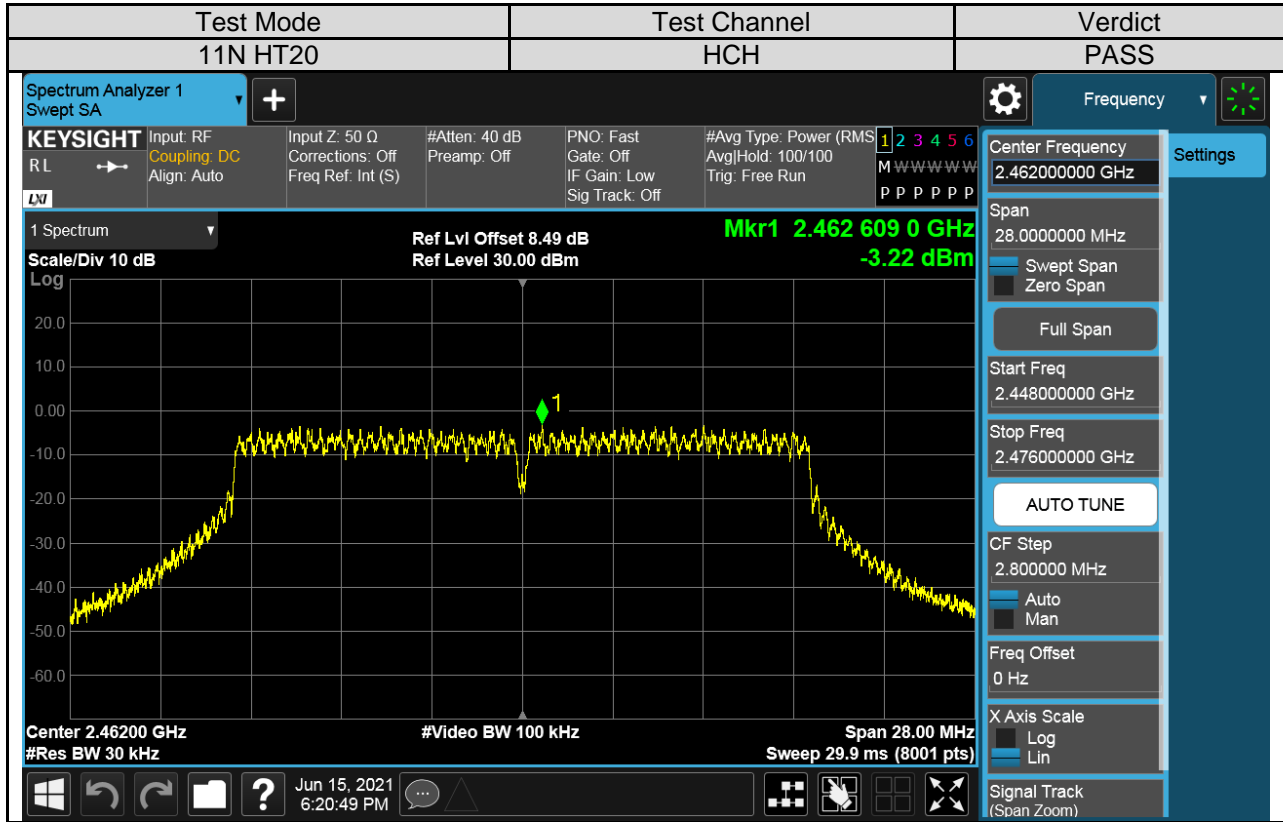 Test Mode Test Channel Verdict
11N HT20 HCH PASS
Spectrum Analyzer 1
Swept SA
Frequency
KEYSIGHT Input: RF Input Z: 50 Ω #Atten: 40 dB PNO: Fast #Avg Type: Power (RMS 1 2 3 4 5 6
R L Coupling: DC Corrections: Off Preamp: Off Gate: Off Avg|Hold: 100/100 M W W W W W
Align: Auto Freq Ref: Int (S) IF Gain: Low Trig: Free Run
LXI Sig Track: Off P P P P P P
1 Spectrum
Ref Lvl Offset 8.49 dB
Mkr1 2.462 609 0 GHz
Scale/Div 10 dB Ref Level 30.00 dBm -3.22 dBm
Log
20.0
10.0
0.00
1
-10.0
-20.0
-30.0
-40.0
-50.0
-60.0
Center 2.46200 GHz #Video BW 100 kHz Span 28.00 MHz
#Res BW 30 kHz Sweep 29.9 ms (8001 pts)
?
Jun 15, 2021
6:20:49 PM
Center Frequency
2.462000000 GHz
Settings
Span
28.0000000 MHz
Swept Span
Zero Span
Full Span
Start Freq
2.448000000 GHz
Stop Freq
2.476000000 GHz
AUTO TUNE
CF Step
2.800000 MHz
Auto
Man
Freq Offset
0 Hz
X Axis Scale
Log
Lin
Signal Track
(Span Zoom)